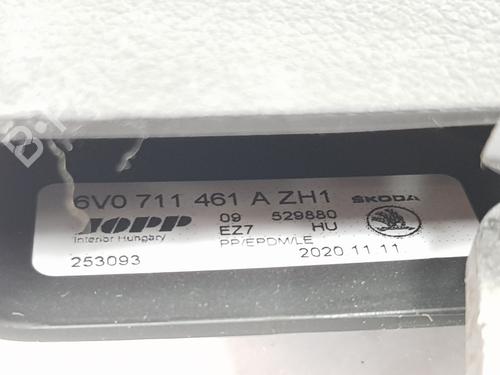 6V0 711 461 A ZH1
ŠKODA
JOPP
Interior Hungary
09 529880
EZ7 HU
PP/EPDM/LE
253093
2020 11 11